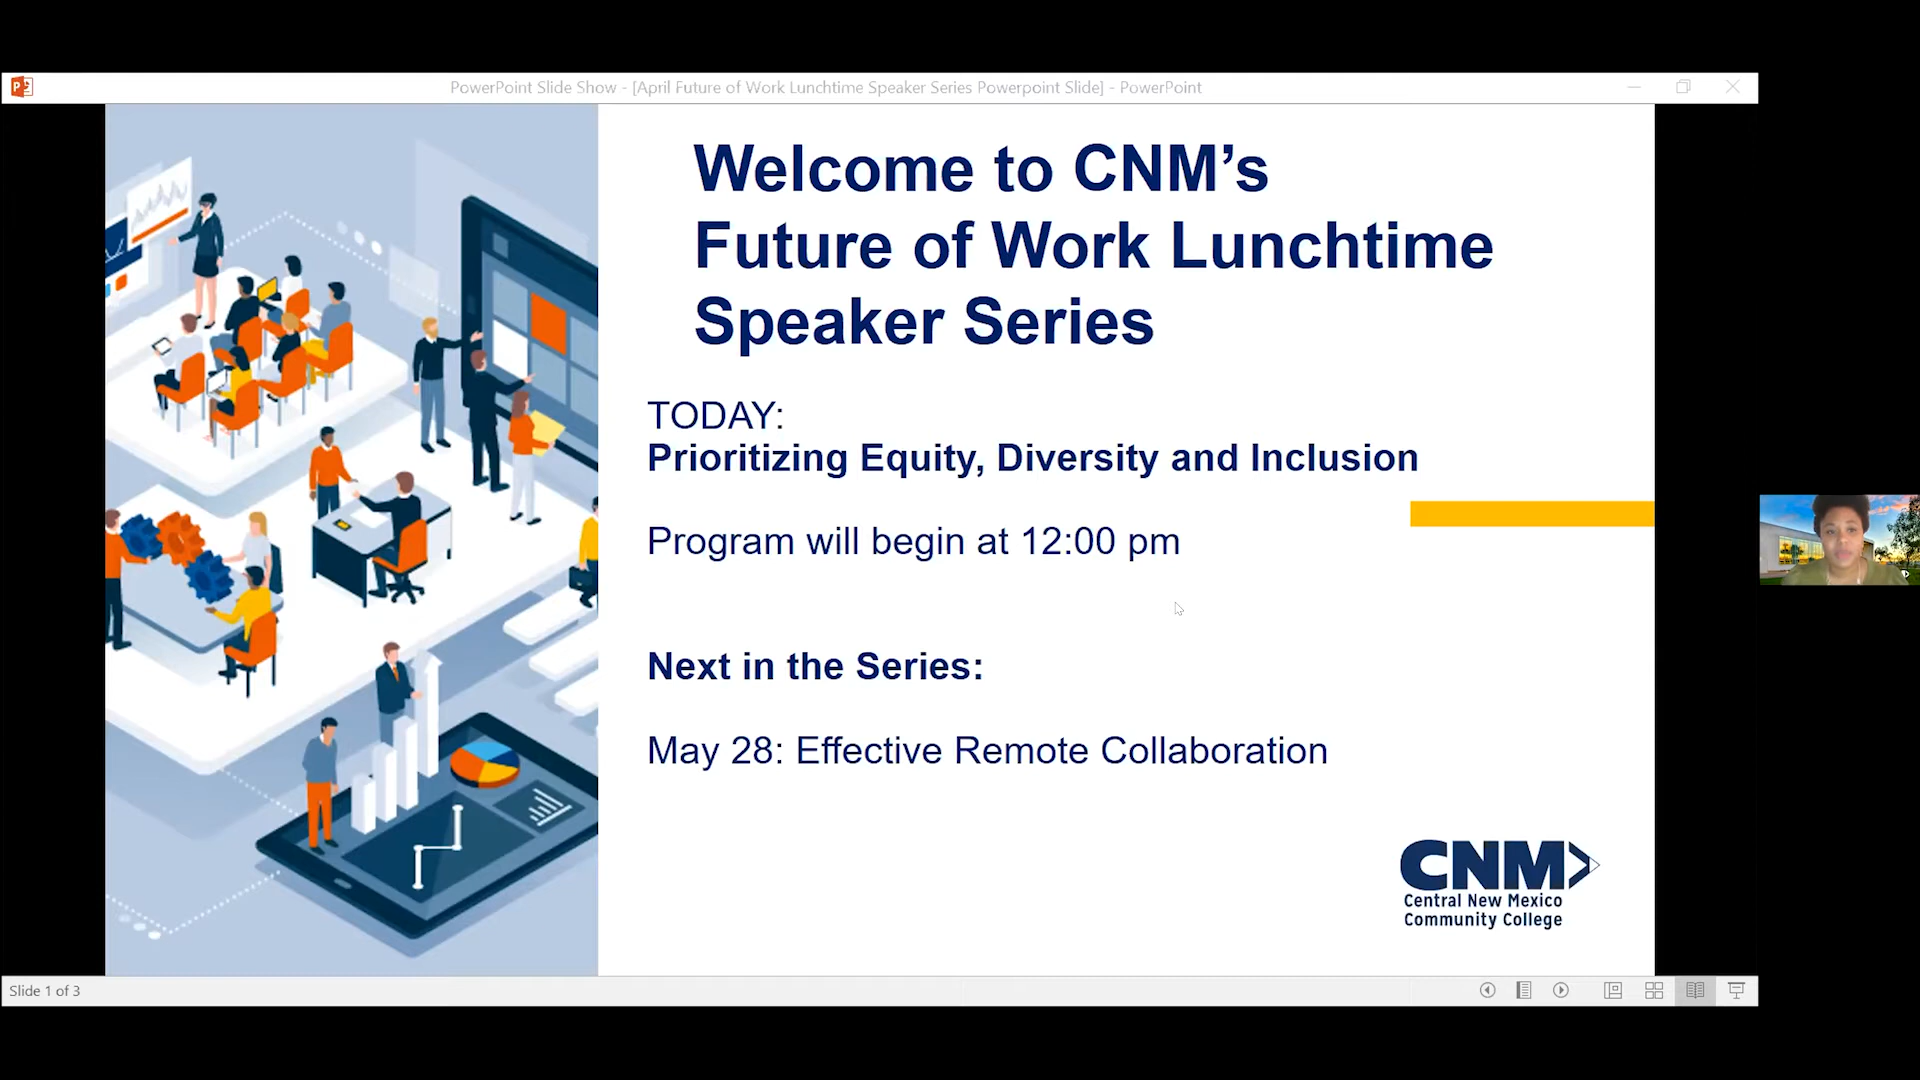 PowerPoint Slide Show - [April Future of Work Lunchtime Speaker Series Powerpoint Slide] - PowerPoint
Welcome to CNM’s
Future of Work Lunchtime
Speaker Series
TODAY:
Prioritizing Equity, Diversity and Inclusion
Program will begin at 12:00 pm
Next in the Series:
May 28: Effective Remote Collaboration
CNM
Central New Mexico
Community College
Slide 1 of 3